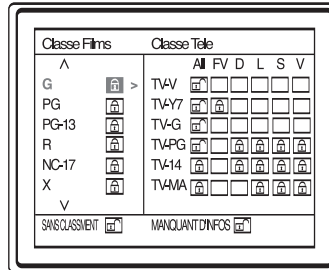 Classe Films Classe Tele
All FV D L S V
G > TV-V
PG TV-Y7
PG-13 TV-G
R TV-PG
NC-17 TV-14
X TV-MA
SANS CLASSMENT MANQUANT D'INFOS